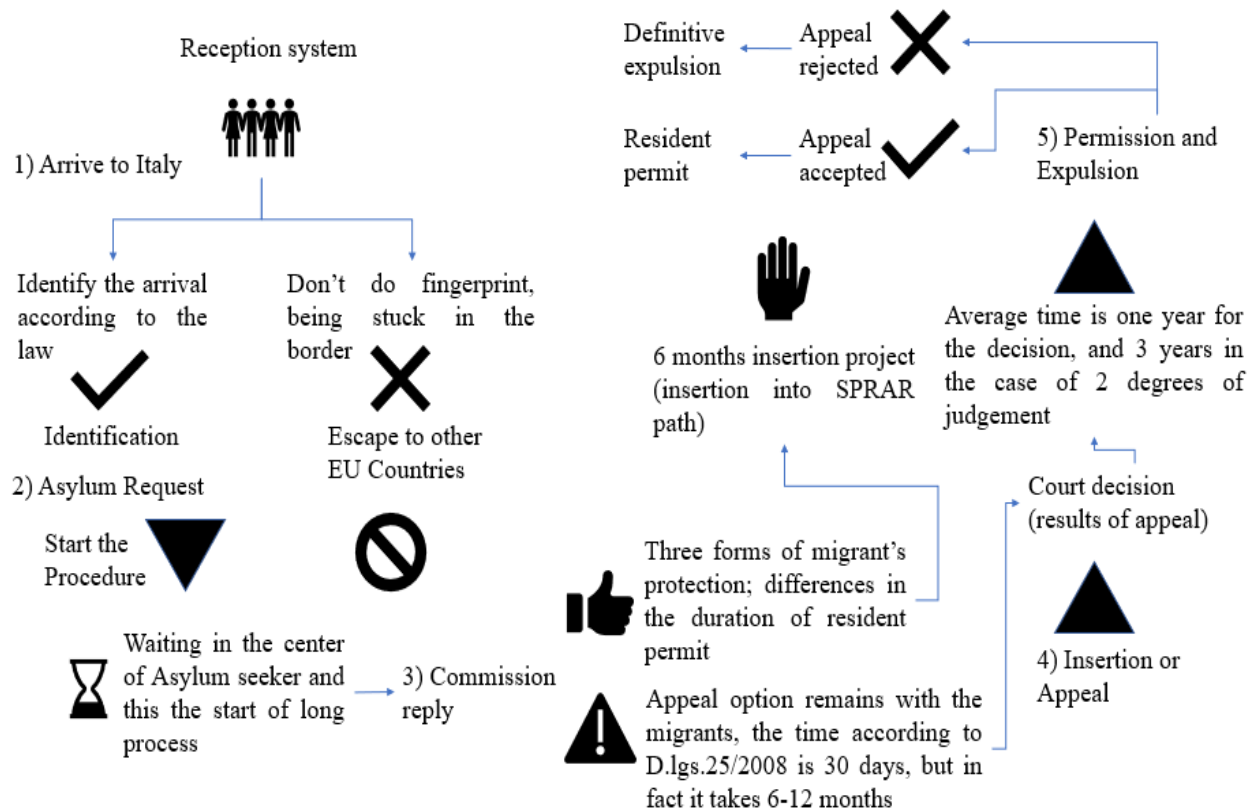 Reception system
1) Arrive to Italy
Identify the arrival
according to the
law
Don't do fingerprint,
being stuck in the
border
Identification
Escape to other
EU Countries
2) Asylum Request
Start the
Procedure
Waiting in the center
of Asylum seeker and
this the start of long
process
3) Commission
reply
Three forms of migrant's
protection; differences in
the duration of resident
permit
Appeal option remains with the
migrants, the time according to
D.lgs.25/2008 is 30 days, but in
fact it takes 6-12 months
6 months insertion project
(insertion into SPRAR
path)
4) Insertion or
Appeal
Court decision
(results of appeal)
Average time is one year for
the decision, and 3 years in
the case of 2 degrees of
judgement
5) Permission and
Expulsion
Appeal
rejected
Definitive
expulsion
Appeal
accepted
Resident
permit